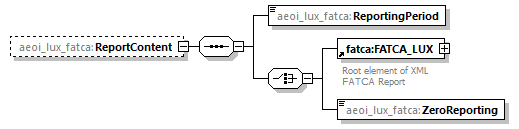 aeoi_lux_fatca:ReportingPeriod
aeoi_lux_fatca:ReportContent
fatca:FATCA_LUX
Root element of XML
FATCA Report
aeoi_lux_fatca:ZeroReporting